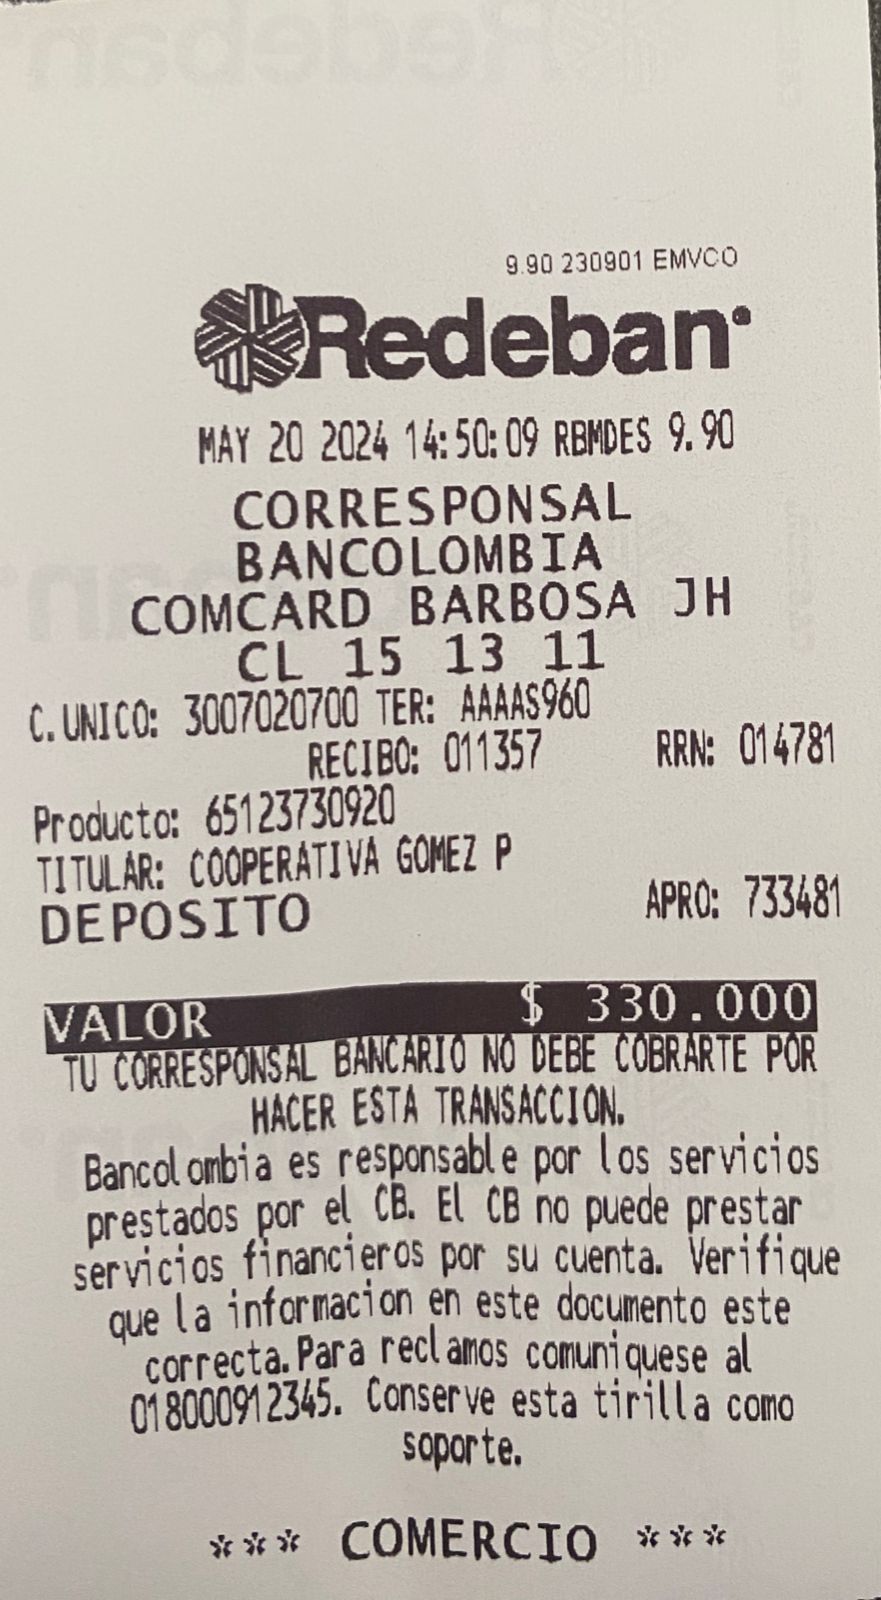 9.90 230901 EMVCO
Redeban
MAY 20 2024 14:50:09 RBMDES 9.90
CORRESPONSAL
BANCOLOMBIA
COMCARD BARBOSA JH
CL 15 13 11
C.UNICO: 3007020700 TER: AAAAS960
RECIBO: 011357 RRN: 014781
Producto: 65123730920
TITULAR: COOPERATIVA GOMEZ P
DEPOSITO APRO: 733481
VALOR $ 330.000
TU CORRESPONSAL BANCARIO NO DEBE COBRARTE POR
HACER ESTA TRANSACCION.
Bancolombia es responsable por los servicios
prestados por el CB. El CB no puede prestar
servicios financieros por su cuenta. Verifique
que la informacion en este documento este
correcta.Para reclamos comuniquese al
018000912345. Conserve esta tirilla como
soporte.
*** COMERCIO ***